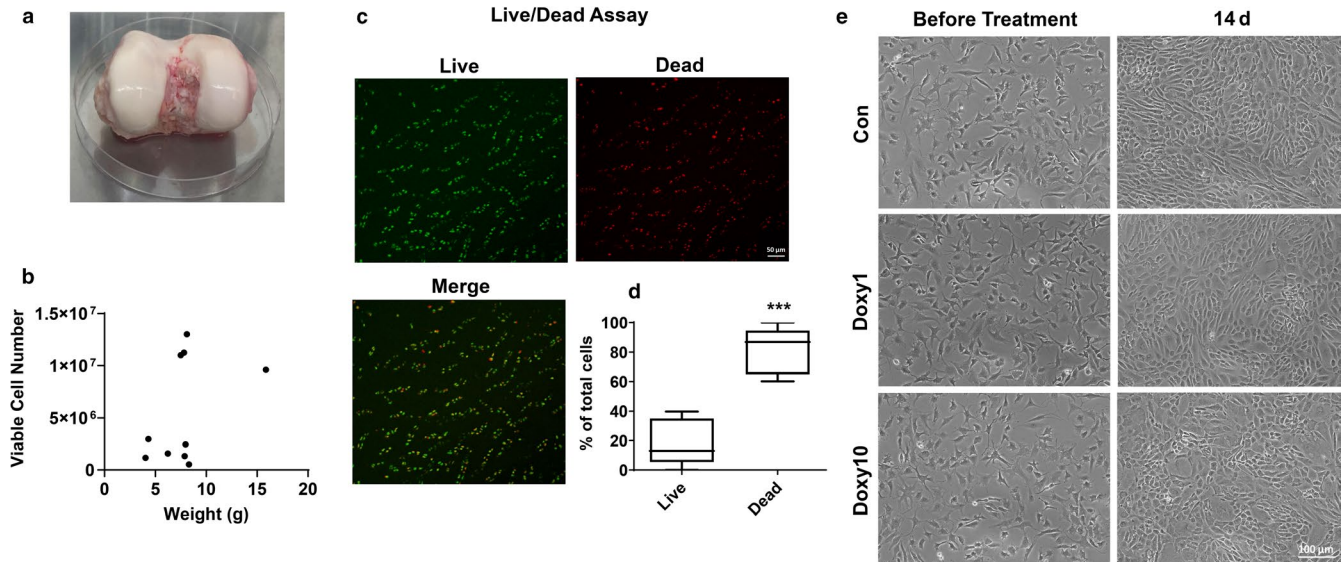 a
b
Viable Cell Number
1.5×10⁷
1×10⁷
5×10⁶
0
0 5 10 15 20
Weight (g)
c
Live/Dead Assay
Live
Dead
50 µm
Merge
d
***
% of total cells
100
80
60
40
20
0
Live
Dead
e
Before Treatment
14 d
Con
Doxy1
Doxy10
100 µm